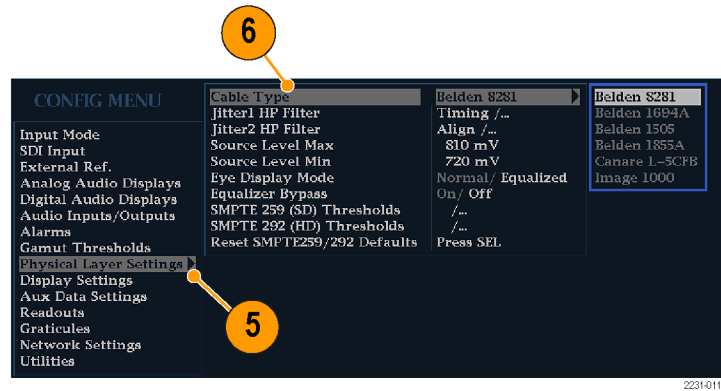 6
CONFIG MENU
Input Mode
SDI Input
External Ref.
Analog Audio Displays
Digital Audio Displays
Audio Inputs/Outputs
Alarms
Gamut Thresholds
Physical Layer Settings
Display Settings
Aux Data Settings
Readouts
Graticules
Network Settings
Utilities
5
Cable Type Belden 8281
Jitter1 HP Filter Timing /...
Jitter2 HP Filter Align /...
Source Level Max 810 mV
Source Level Min 720 mV
Eye Display Mode Normal/ Equalized
Equalizer Bypass On/ Off
SMPTE 259 (SD) Thresholds /...
SMPTE 292 (HD) Thresholds /...
Reset SMPTE259/292 Defaults Press SEL
Belden 8281
Belden 1694A
Belden 1505
Belden 1855A
Canare L-5CFB
Image 1000
2231-011